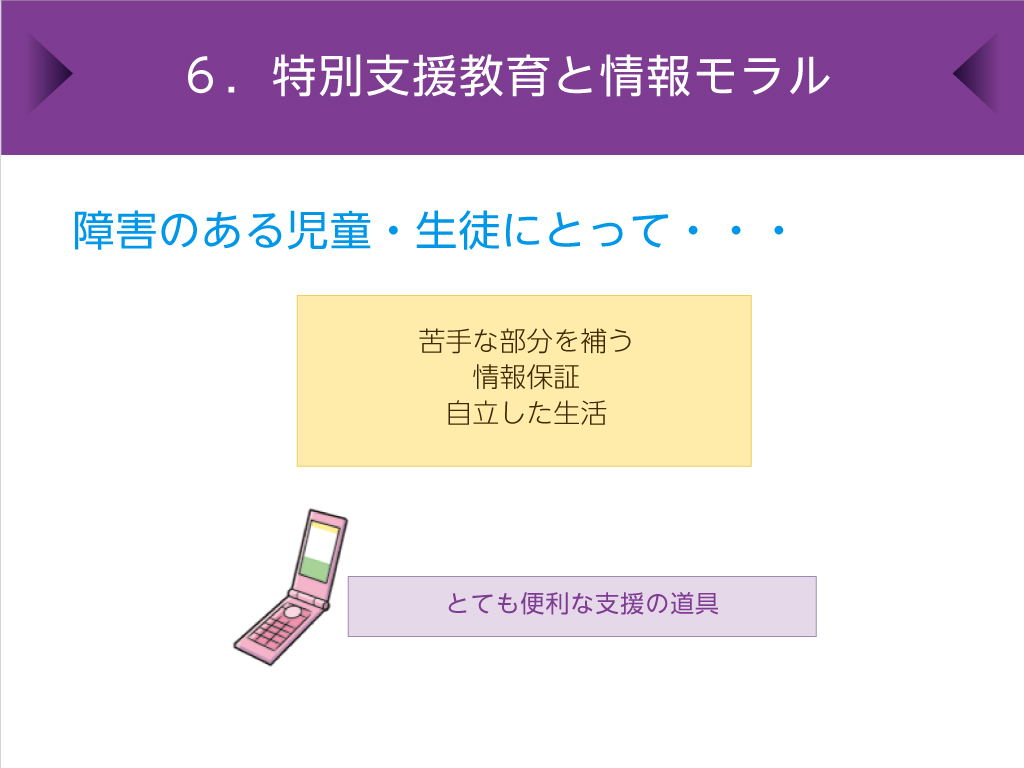 ６．特別支援教育と情報モラル
障害のある児童・生徒にとって・・・
苦手な部分を補う
情報保証
自立した生活
とても便利な支援の道具